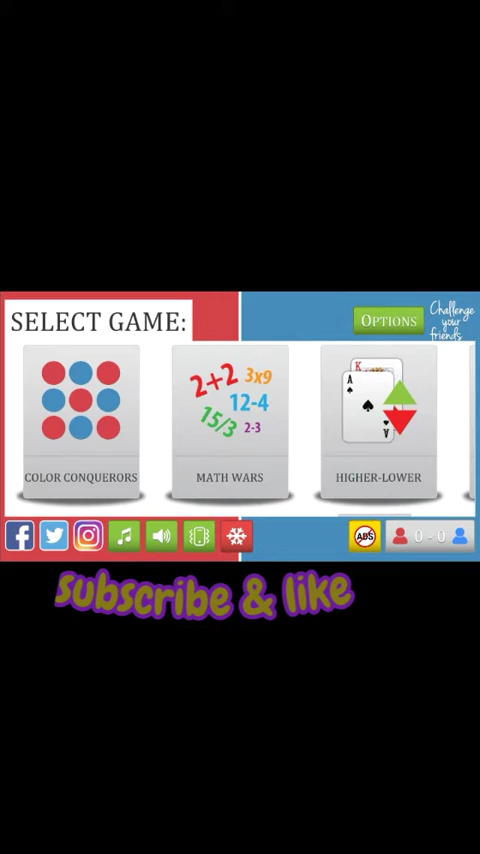 SELECT GAME:
OPTIONS
Challenge
your
friends
2+2
3x9
12-4
15/3
2-3
K
A
A
COLOR CONQUERORS
MATH WARS
HIGHER-LOWER
ADS
0 - 0
subscribe & like